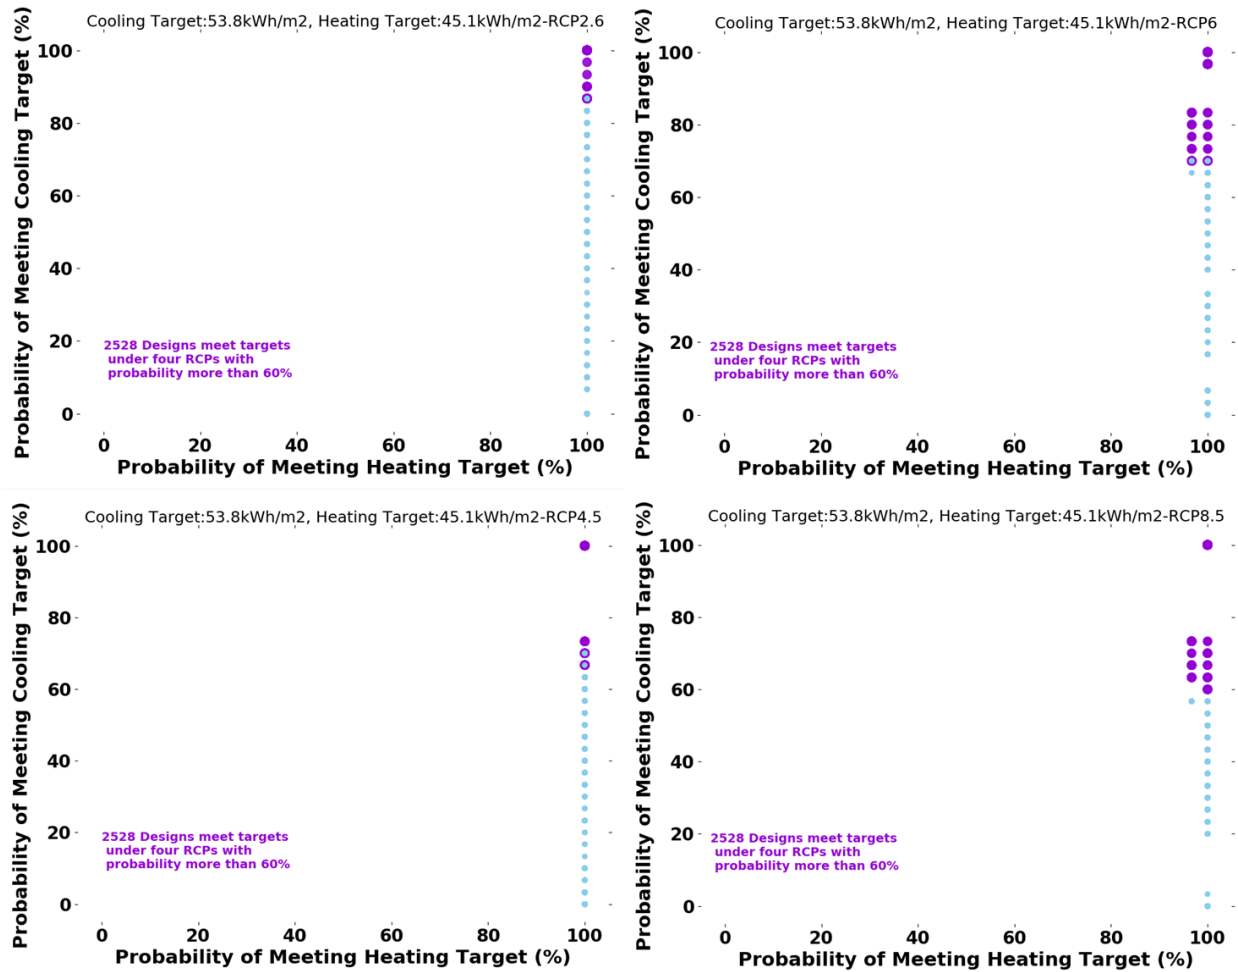 Cooling Target:53.8kWh/m2, Heating Target:45.1kWh/m2-RCP2.6
Probability of Meeting Cooling Target (%)
100
80
60
40
20
0
2528 Designs meet targets
under four RCPs with
probability more than 60%
0 20 40 60 80 100
Probability of Meeting Heating Target (%)
Cooling Target:53.8kWh/m2, Heating Target:45.1kWh/m2-RCP6
Probability of Meeting Cooling Target (%)
100
80
60
40
20
0
2528 Designs meet targets
under four RCPs with
probability more than 60%
0 20 40 60 80 100
Probability of Meeting Heating Target (%)
Cooling Target:53.8kWh/m2, Heating Target:45.1kWh/m2-RCP4.5
Probability of Meeting Cooling Target (%)
100
80
60
40
20
0
2528 Designs meet targets
under four RCPs with
probability more than 60%
0 20 40 60 80 100
Probability of Meeting Heating Target (%)
Cooling Target:53.8kWh/m2, Heating Target:45.1kWh/m2-RCP8.5
Probability of Meeting Cooling Target (%)
100
80
60
40
20
0
2528 Designs meet targets
under four RCPs with
probability more than 60%
0 20 40 60 80 100
Probability of Meeting Heating Target (%)